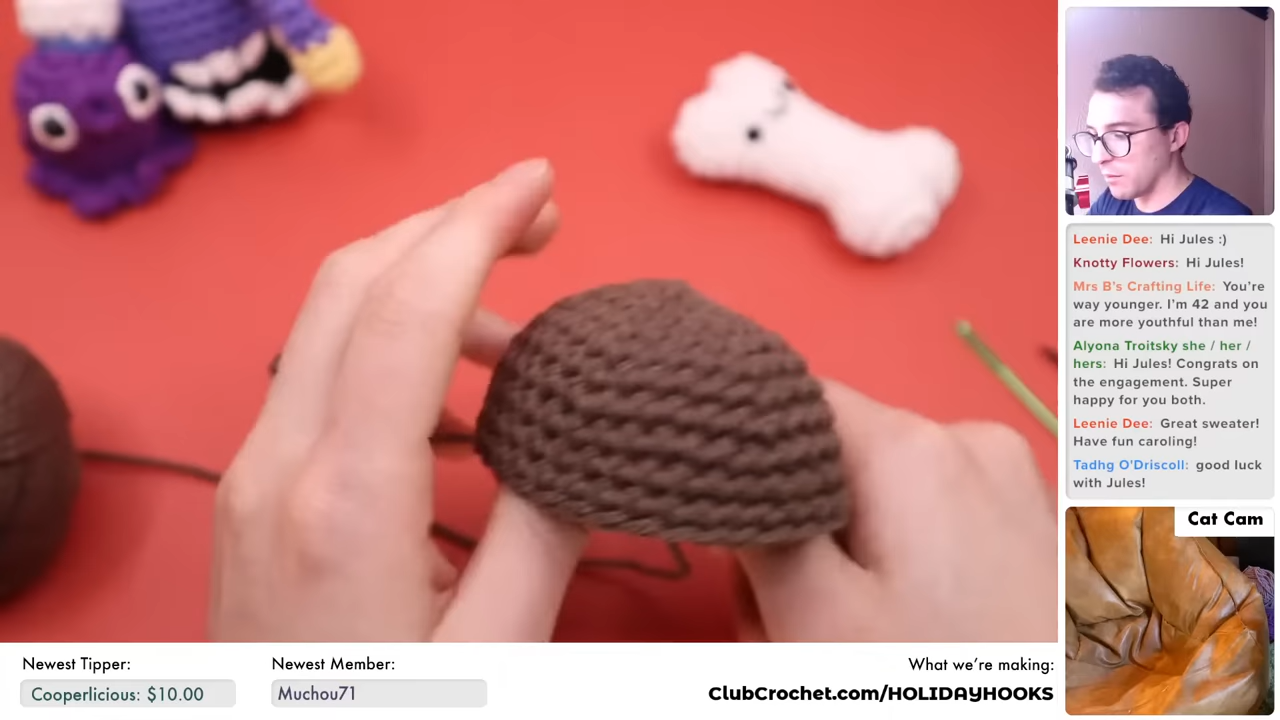 Leenie Dee: Hi Jules :)
Knotty Flowers: Hi Jules!
Mrs B's Crafting Life: You're
way younger. I'm 42 and you
are more youthful than me!
Alyona Troitsky she / her /
hers: Hi Jules! Congrats on
the engagement. Super
happy for you both.
Leenie Dee: Great sweater!
Have fun caroling!
Tadhg O'Driscoll: good luck
with Jules!
Cat Cam
Newest Tipper:
Cooperlicious: $10.00
Newest Member:
Muchou71
What we're making:
ClubCrochet.com/HOLIDAYHOOKS